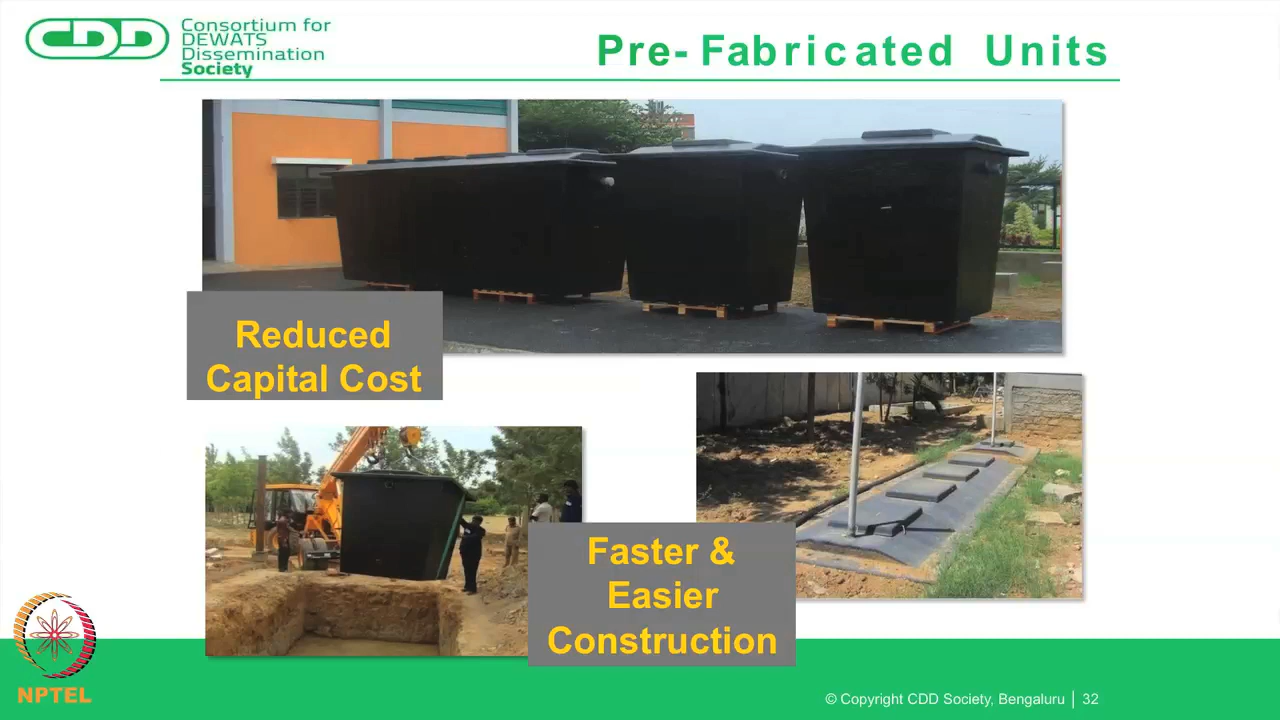 Consortium for
DEWATS
Dissemination
Society
CDD
Pre- Fabricated Units
Reduced
Capital Cost
Faster &
Easier
Construction
NPTEL
© Copyright CDD Society, Bengaluru | 32